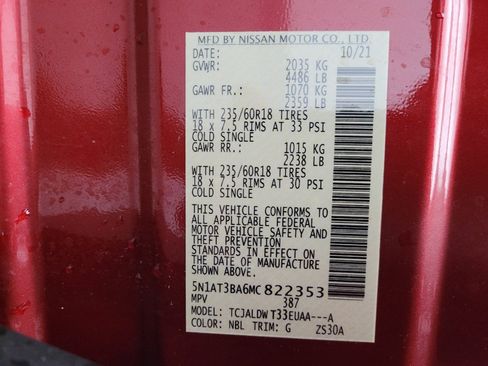 MFD BY NISSAN MOTOR CO., LTD.
DATE: 10/21
GVWR: 2035 KG
4486 LB
GAWR FR.: 1070 KG
2359 LB
WITH 235/60R18 TIRES
18 x 7.5 RIMS AT 33 PSI
COLD SINGLE
GAWR RR.: 1015 KG
2238 LB
WITH 235/60R18 TIRES
18 x 7.5 RIMS AT 30 PSI
COLD SINGLE
THIS VEHICLE CONFORMS TO
ALL APPLICABLE FEDERAL
MOTOR VEHICLE SAFETY AND
THEFT PREVENTION
STANDARDS IN EFFECT ON
THE DATE OF MANUFACTURE
SHOWN ABOVE.
5N1AT3BA6MC822353
MPV 387
MODEL: TCJALDWT33EUAA---A
COLOR: NBL TRIM: G ZS30A